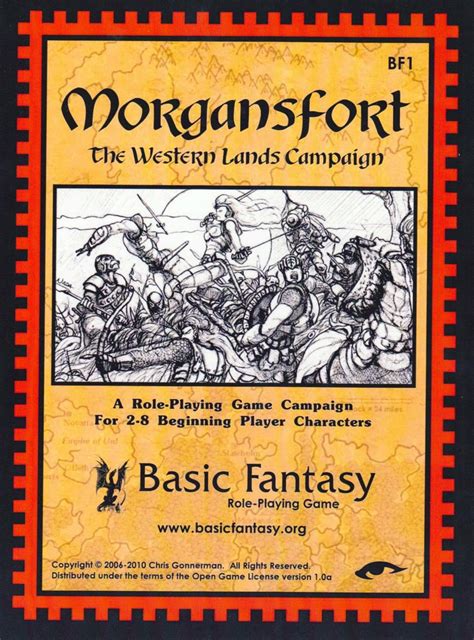 BF1
Morgansfort
The Western Lands Campaign
A Role-Playing Game Campaign
For 2-8 Beginning Player Characters
Basic Fantasy
Role-Playing Game
www.basicfantasy.org
Copyright © 2006-2010 Chris Gonnerman. All Rights Reserved.
Distributed under the terms of the Open Game License version 1.0a